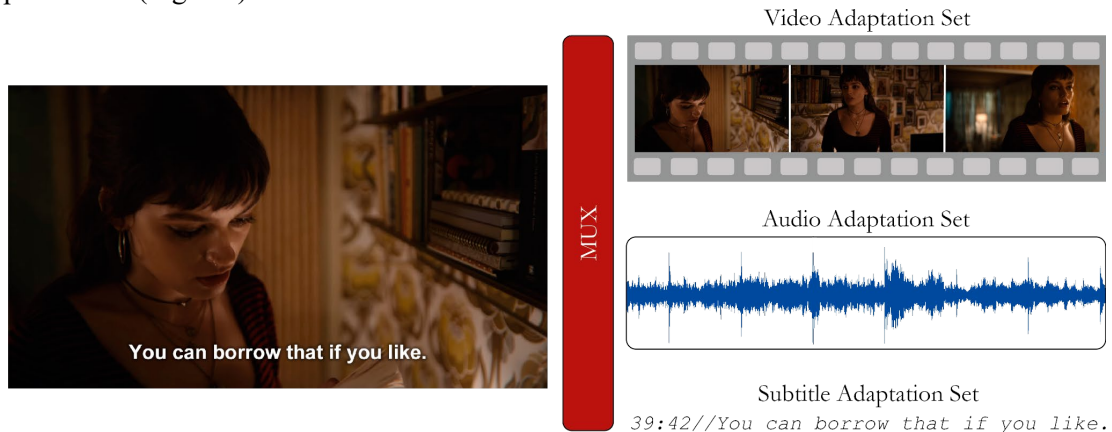 You can borrow that if you like.
MUX
Video Adaptation Set
Audio Adaptation Set
Subtitle Adaptation Set
39:42//You can borrow that if you like.